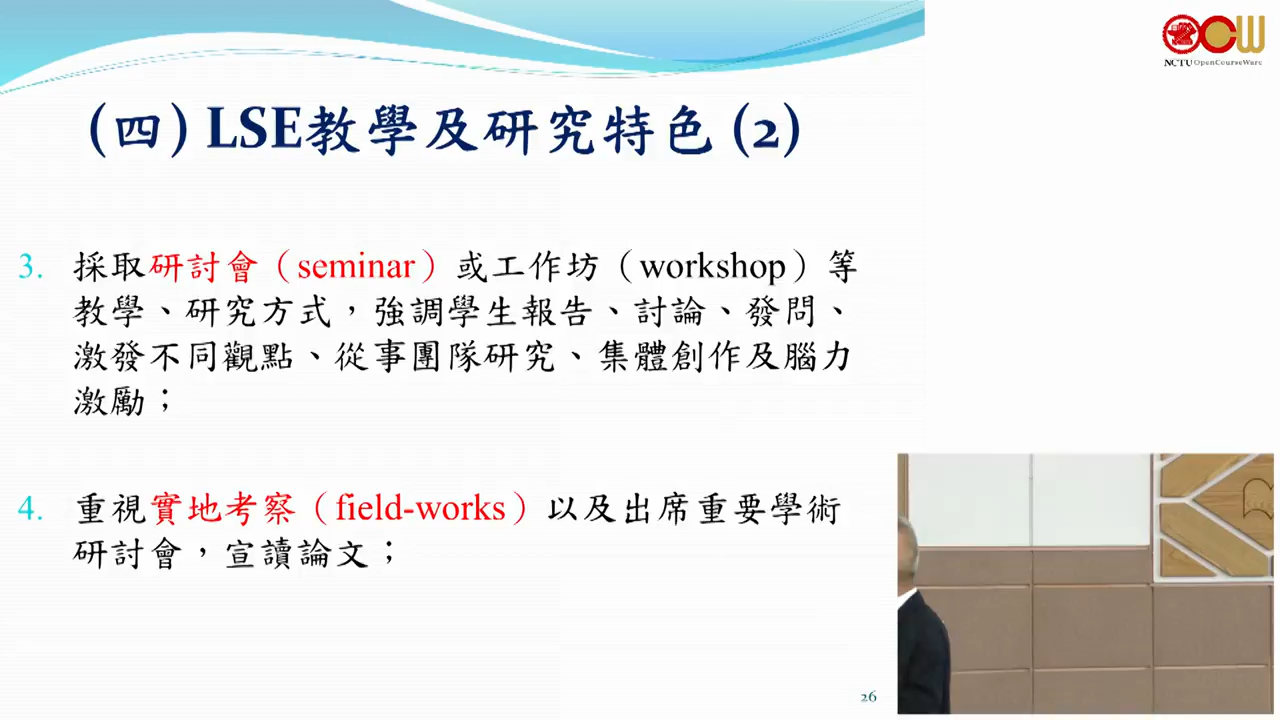 OCW
NCTU OpenCourseWare
(四) LSE教學及研究特色 (2)
3. 採取研討會（seminar）或工作坊（workshop）等
教學、研究方式，強調學生報告、討論、發問、
激發不同觀點、從事團隊研究、集體創作及腦力
激勵；
4. 重視實地考察（field-works）以及出席重要學術
研討會，宣讀論文；
26